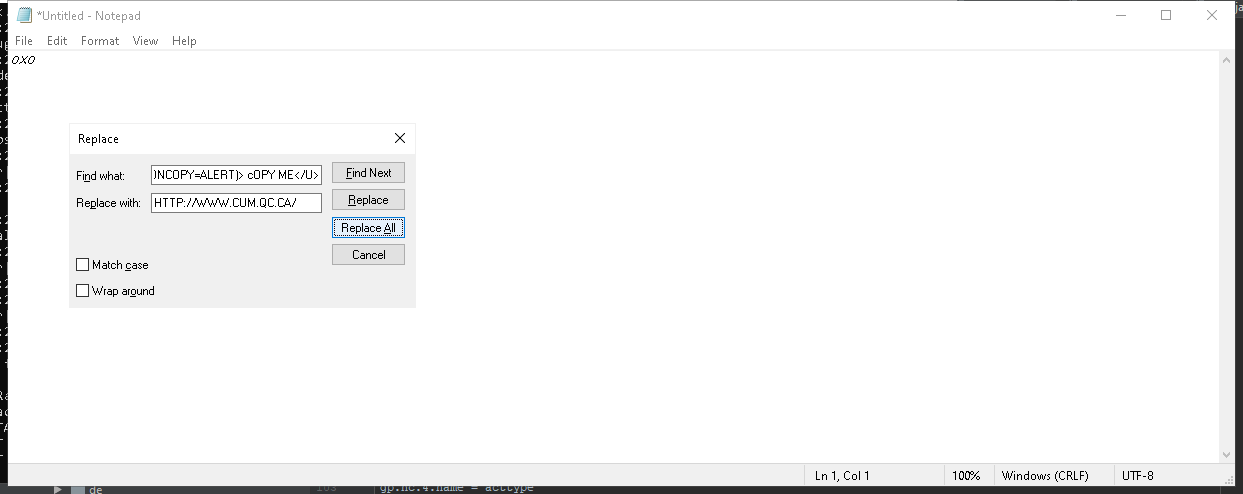 *Untitled - Notepad
File Edit Format View Help
OXO
Replace
Find what:
)NCOPY=ALERT)> cOPY ME</U>
Find Next
Replace with:
HTTP://WWW.CUM.QC.CA/
Replace
Replace All
Cancel
Match case
Wrap around
Ln 1, Col 1
100%
Windows (CRLF)
UTF-8
de
gp.nc.4.name = acctype